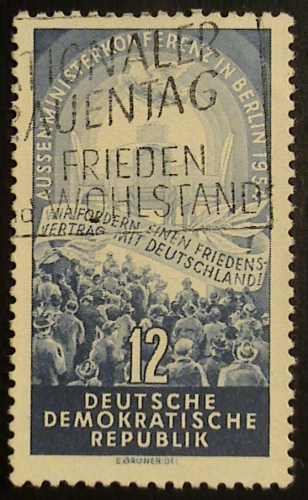 AUSSENMINISTERKONFERENZ IN BERLIN 1954
FRIEDEN
WOHLSTAND
WIR FORDERN EINEN FRIEDENS-
VERTRAG MIT DEUTSCHLAND!
12
DEUTSCHE
DEMOKRATISCHE
REPUBLIK
E.GRUNER DEL.